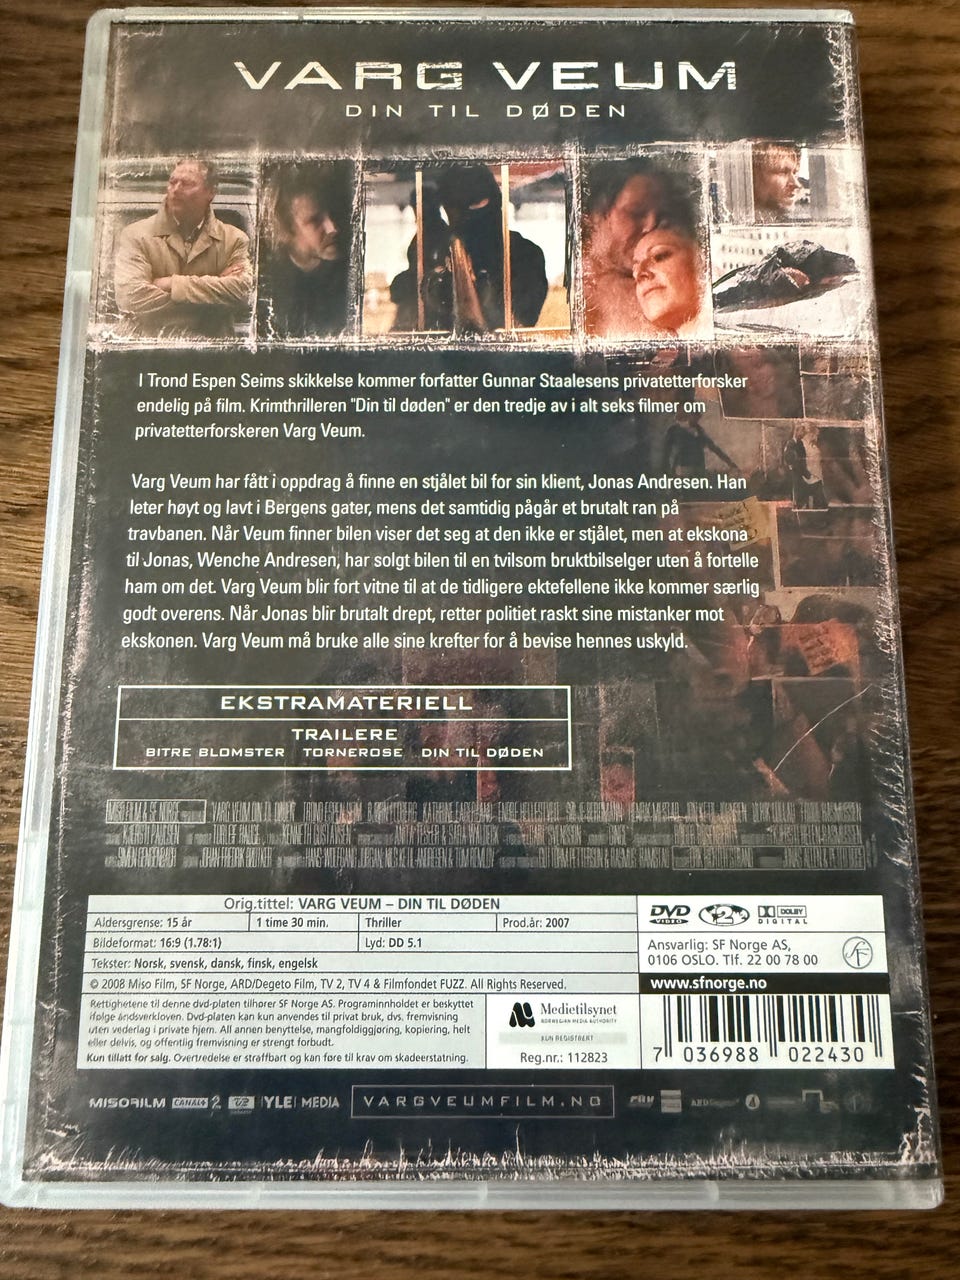 VARG VEUM
DIN TIL DØDEN
I Trond Espen Seims skikkelse kommer forfatter Gunnar Staalesens privatetterforsker
endelig på film. Krimthrilleren "Din til døden" er den tredje av i alt seks filmer om
privatetterforskeren Varg Veum.
Varg Veum har fått i oppdrag å finne en stjålet bil for sin klient, Jonas Andresen. Han
leter høyt og lavt i Bergens gater, mens det samtidig pågår et brutalt ran på
travbanen. Når Veum finner bilen viser det seg at den ikke er stjålet, men at ekskona
til Jonas, Wenche Andresen, har solgt bilen til en tvilsom bruktbilselger uten å fortelle
ham om det. Varg Veum blir fort vitne til at de tidligere ektefellene ikke kommer særlig
godt overens. Når Jonas blir brutalt drept, retter politiet raskt sine mistanker mot
ekskonen. Varg Veum må bruke alle sine krefter for å bevise hennes uskyld.
EKSTRAMATERIELL
TRAILERE
BITRE BLOMSTER TORNEROSE DIN TIL DØDEN
Orig.tittel: VARG VEUM – DIN TIL DØDEN
Aldersgrense: 15 år 1 time 30 min. Thriller Prod.år: 2007
Bildeformat: 16:9 (1.78:1) Lyd: DD 5.1
Tekster: Norsk, svensk, dansk, finsk, engelsk
© 2008 Miso Film, SF Norge, ARD/Degeto Film, TV 2, TV 4 & Filmfondet FUZZ. All Rights Reserved.
Rettighetene til denne dvd-platen tilhører SF Norge AS. Programinnholdet er beskyttet
ifølge åndsverkloven. Dvd-platen kan kun anvendes til privat bruk, dvs. fremvisning
uten vederlag i private hjem. All annen benyttelse, mangfoldiggjøring, kopiering, helt
eller delvis, og offentlig fremvisning er strengt forbudt.
Kun tillatt for salg. Overtredelse er straffbart og kan føre til krav om skadeerstatning.
Medietilsynet
NORWEGIAN MEDIA AUTHORITY
KUN REGISTRERT
Reg.nr.: 112823
DVD VIDEO 2 DOLBY DIGITAL
Ansvarlig: SF Norge AS,
0106 OSLO. Tlf. 22 00 78 00
SF
www.sfnorge.no
7 036988 022430
MISOFILM CANAL+ 2 YLE MEDIA VARGVEUMFILM.NO